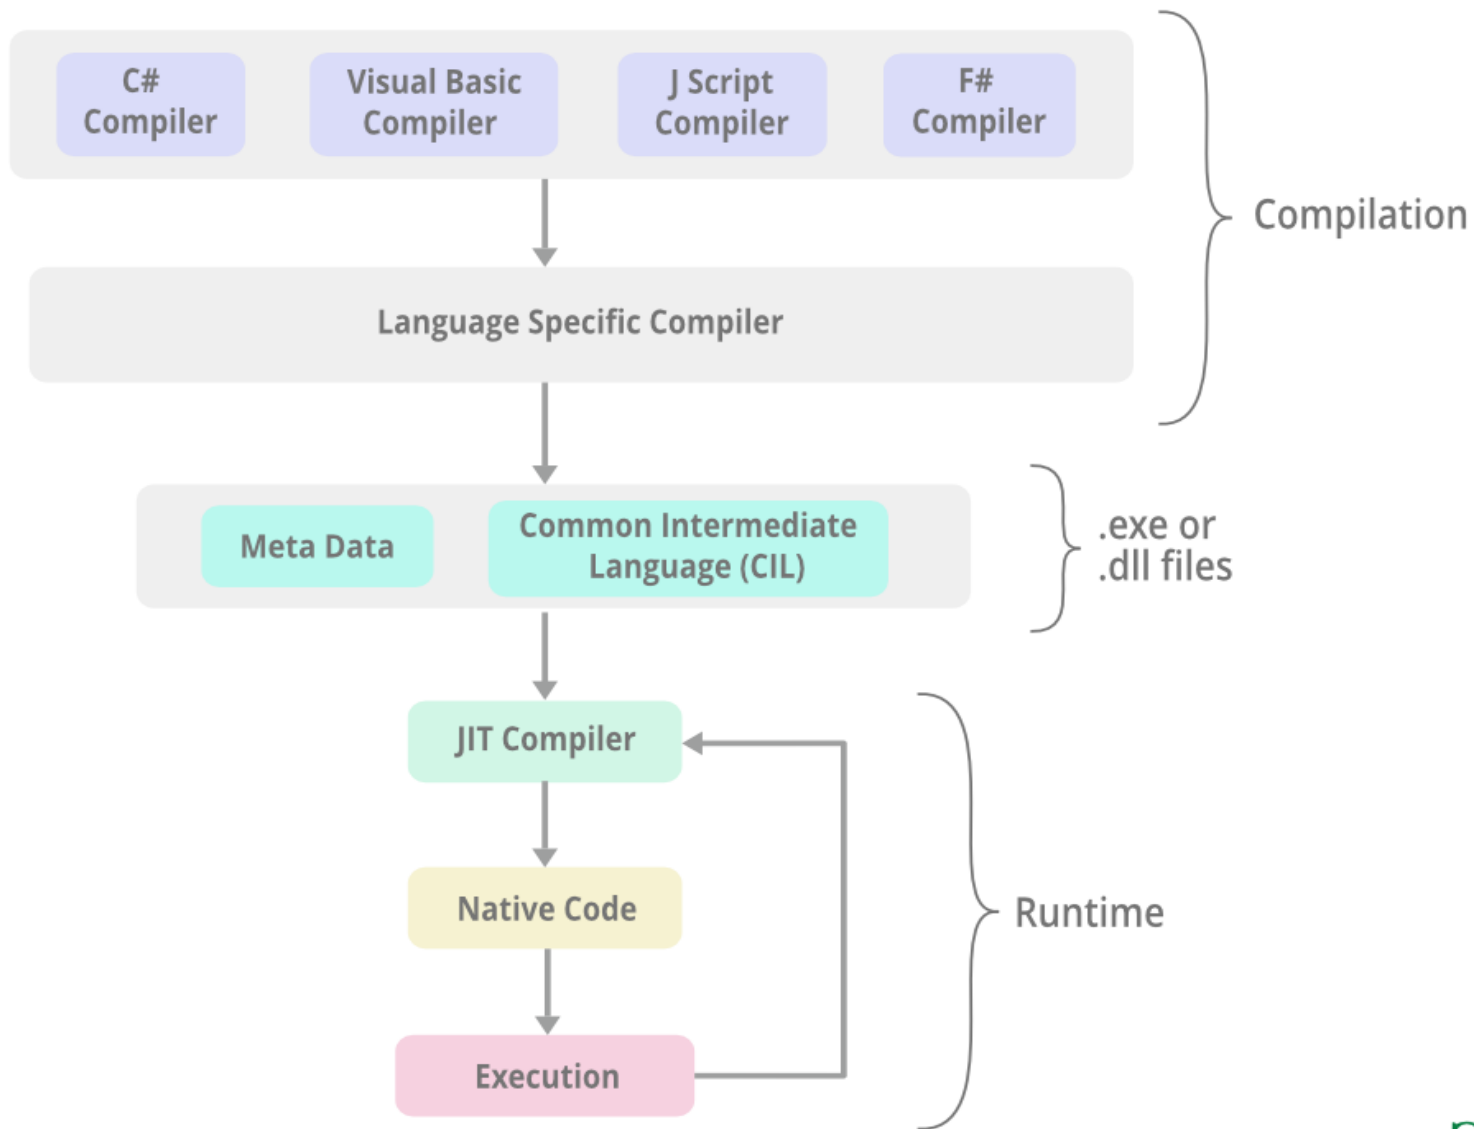 C#
Compiler
Visual Basic
Compiler
J Script
Compiler
F#
Compiler
Compilation
Language Specific Compiler
Meta Data
Common Intermediate
Language (CIL)
.exe or
.dll files
JIT Compiler
Native Code
Runtime
Execution